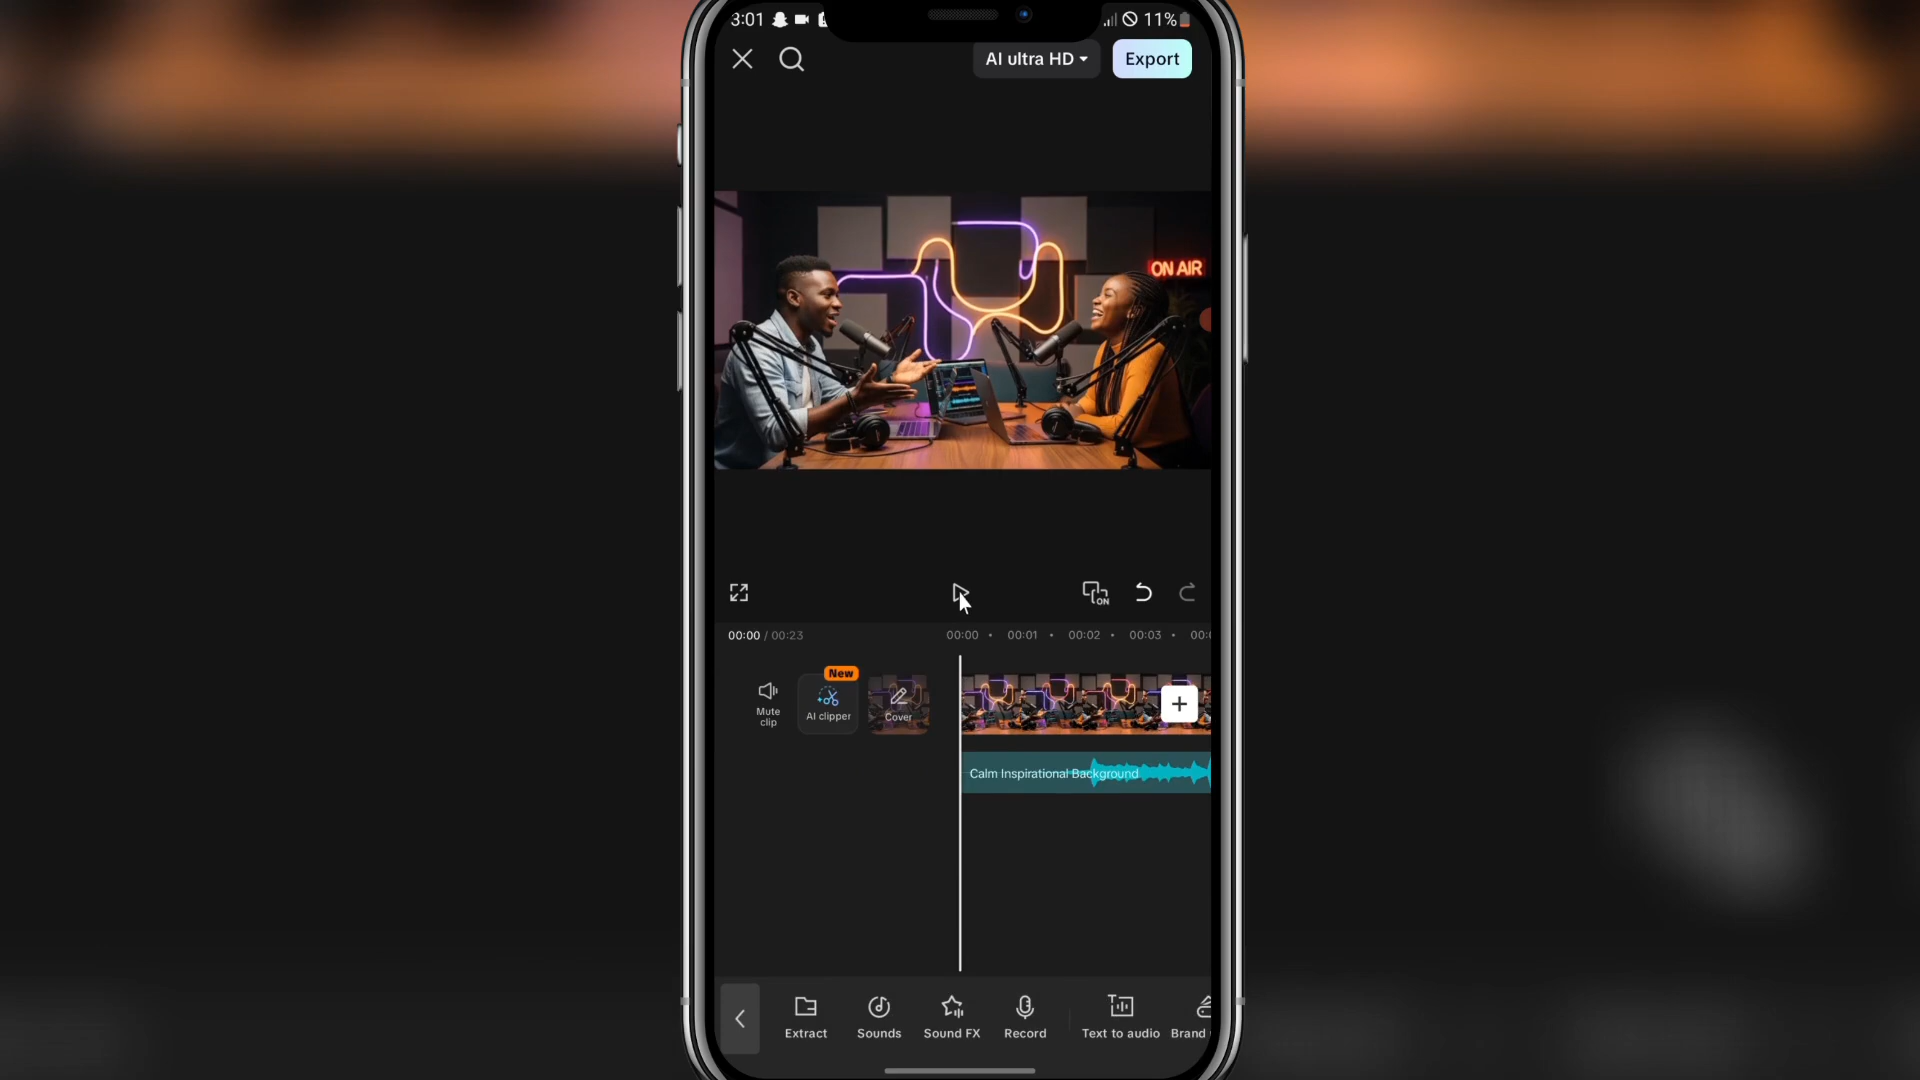 3:01 11%
AI ultra HD Export
ON AIR
ON
00:00 / 00:23 00:00 00:01 00:02 00:03
New
Mute clip AI clipper Cover
Calm Inspirational Background
Extract Sounds Sound FX Record Text to audio Brand